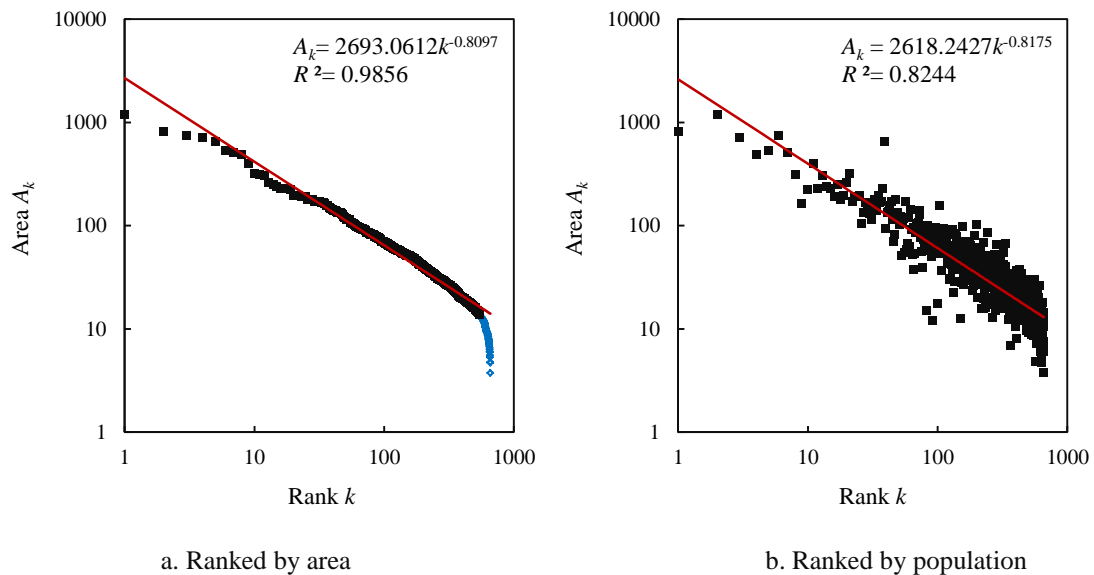 A_k= 2693.0612k^-0.8097
R ²= 0.9856
10000
1000
100
10
1
Area A_k
1
10
100
1000
Rank k
a. Ranked by area
A_k = 2618.2427k^-0.8175
R ²= 0.8244
10000
1000
100
10
1
Area A_k
1
10
100
1000
Rank k
b. Ranked by population